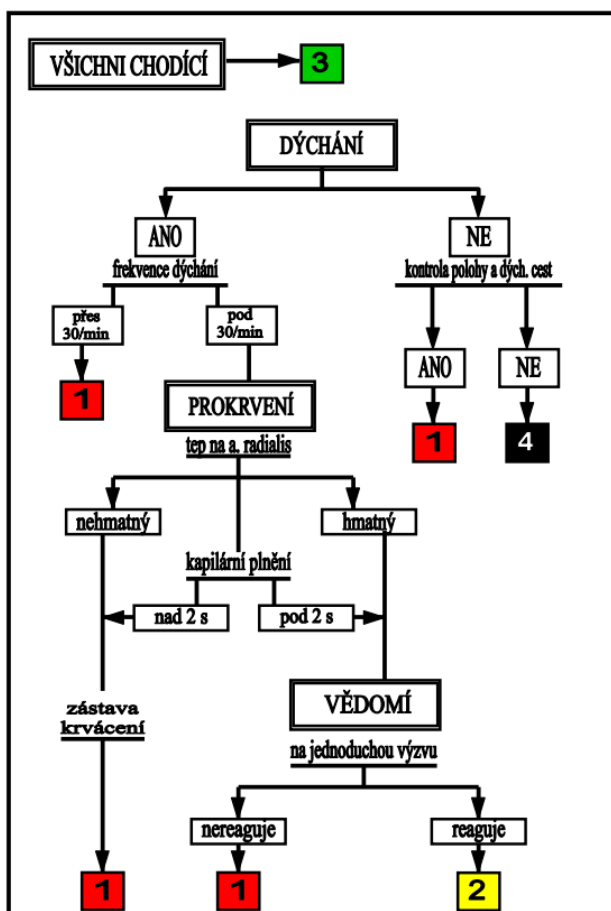 VŠICHNI CHODÍCÍ
3
DÝCHÁNÍ
ANO
NE
frekvence dýchání
kontrola polohy a dých. cest
přes
30/min
pod
30/min
ANO
NE
1
PROKRVENÍ
1
4
tep na a. radialis
nehmatný
hmatný
kapilární plnění
nad 2 s
pod 2 s
zástava
krvácení
VĚDOMÍ
na jednoduchou výzvu
nereaguje
reaguje
1
1
2